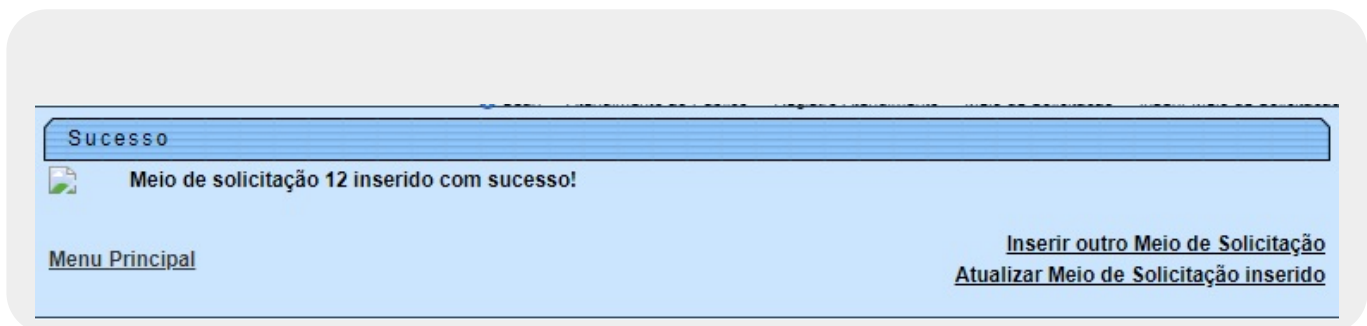 Sucesso
Meio de solicitação 12 inserido com sucesso!
Menu Principal
Inserir outro Meio de Solicitação
Atualizar Meio de Solicitação inserido